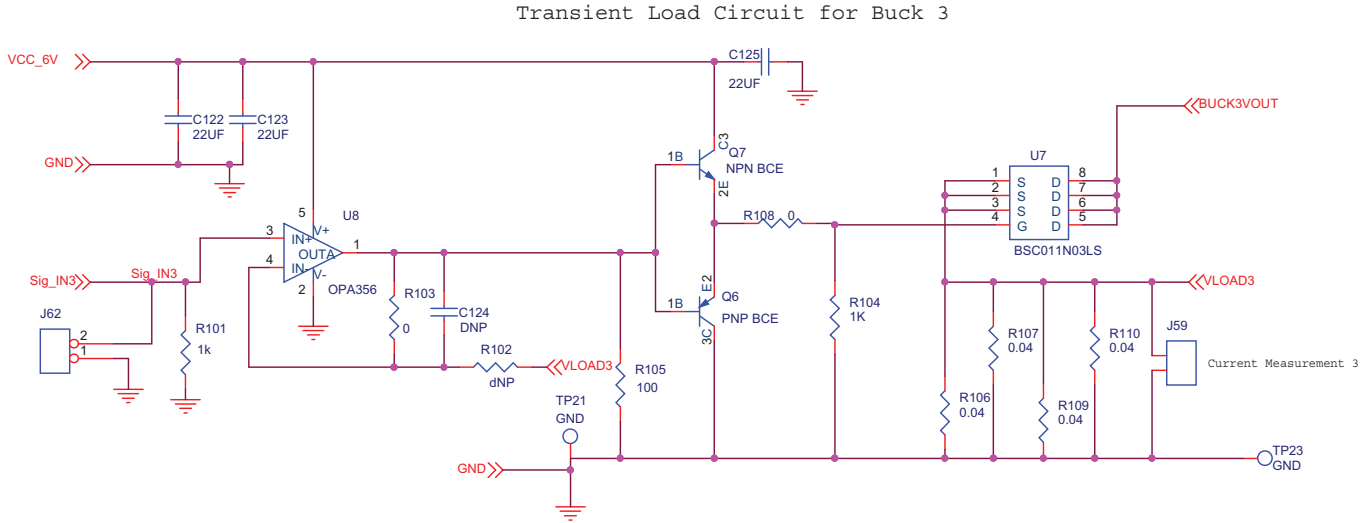 Transient Load Circuit for Buck 3
VCC_6V
C125
22UF
C122
22UF
C123
22UF
BUCK3VOUT
GND
C3
Q7
1B
NPN BCE
2E
U7
1 S D 8
2 S D 7
3 S D 6
4 G D 5
BSC011N03LS
5
U8
V+
3
IN+
OUTA
1
4
IN-
V-
2
OPA356
R108 0
Sig_IN3
Sig_IN3
J62
2
1
R101
1k
R103
0
C124
DNP
R102
dNP
VLOAD3
E2
Q6
1B
PNP BCE
3C
R104
1K
R105
100
VLOAD3
R107
0.04
R110
0.04
J59
Current Measurement 3
R106
0.04
R109
0.04
TP21
GND
GND
TP23
GND